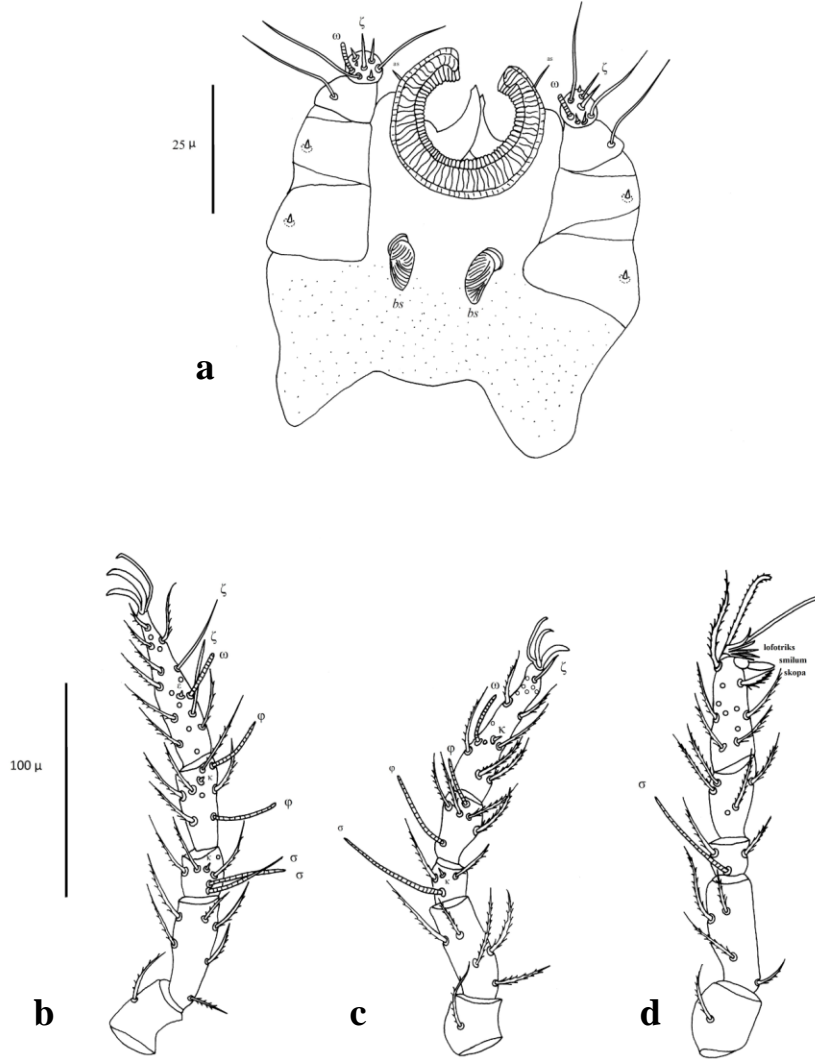 ζ
ω
=
=
ω
ζ
25 μ
bs
bs
a
ζ
ζ
ω
φ
κ
φ
κ
σ
σ
100 μ
b
ζ
ω
κ
φ
φ
σ
κ
c
lofotriks
smilum
skopa
σ
d